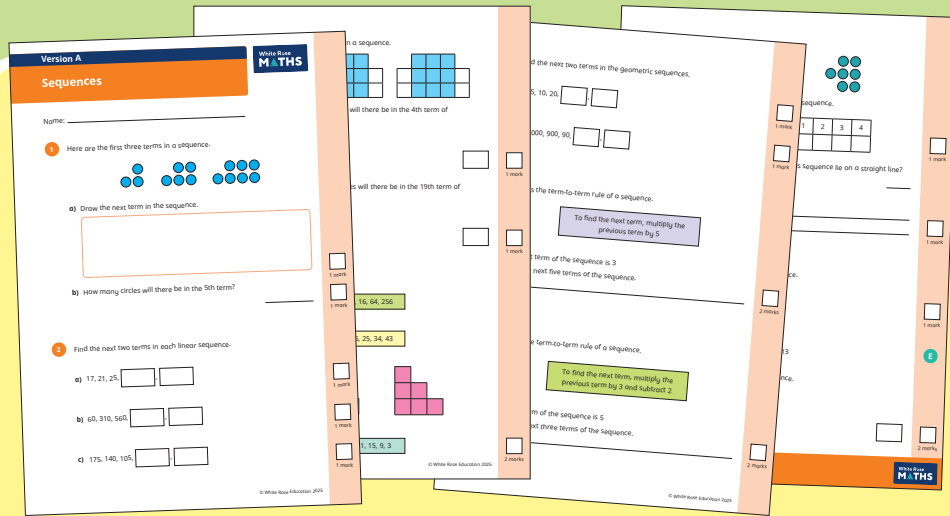 Version A
Sequences
White Rose
MATHS
Name:
1 Here are the first three terms in a sequence.
a) Draw the next term in the sequence.
1 mark
b) How many circles will there be in the 5th term?
1 mark
2 Find the next two terms in each linear sequence.
a) 17, 21, 25, ,
1 mark
b) 60, 310, 560, ,
1 mark
c) 175, 140, 105, ,
1 mark
© White Rose Education 2025
in a sequence.
will there be in the 4th term of
1 mark
will there be in the 19th term of
1 mark
16, 64, 256
25, 34, 43
15, 9, 3
2 marks
© White Rose Education 2025
the next two terms in the geometric sequences.
5, 10, 20, ,
1 mark
900, 90, ,
1 mark
the term-to-term rule of a sequence.
To find the next term, multiply the
previous term by 5
term of the sequence is 3
next five terms of the sequence.
2 marks
term-to-term rule of a sequence.
To find the next term, multiply the
previous term by 3 and subtract 2
of the sequence is 5
next three terms of the sequence.
2 marks
© White Rose Education 2025
sequence.
1 2 3 4
1 mark
sequence lie on a straight line?
1 mark
1 mark
13
E
2 marks
White Rose
MATHS